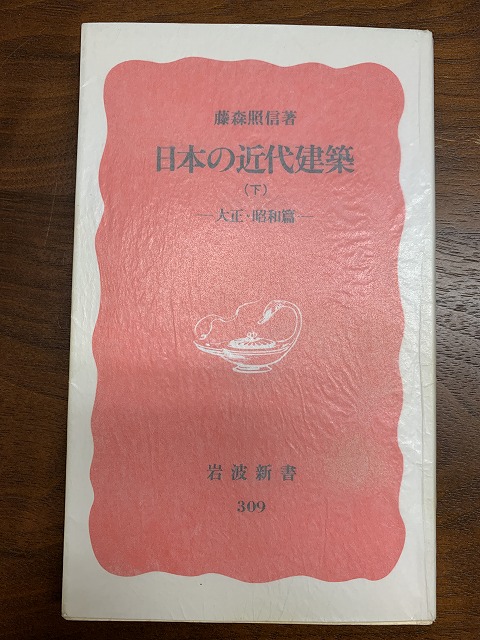 藤森照信著
日本の近代建築
(下)
—大正・昭和篇—
岩波新書
309